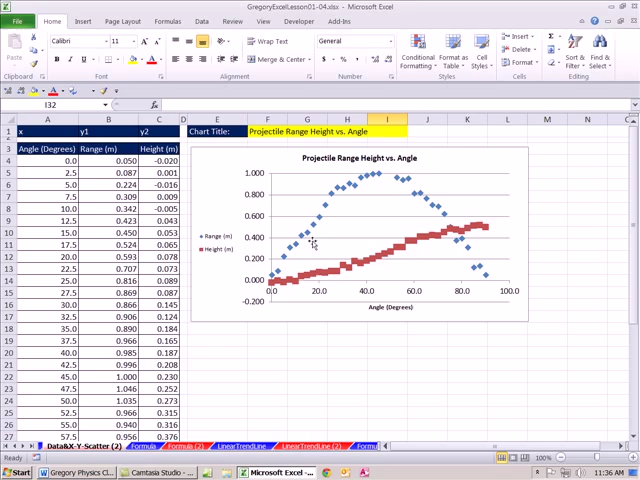 GregoryExcelLesson01-04.xlsx - Microsoft Excel
File Home Insert Page Layout Formulas Data Review View Developer Add-Ins
Paste Calibri 11 Wrap Text General Conditional Formatting Format as Table Cell Styles Insert Delete Format Sort & Filter Find & Select
B I U Merge & Center $ % ,
Clipboard Font Alignment Number Styles Cells Editing
I32 fx
A B C D E F G H I J K L M N O
1 x y1 y2 Chart Title: Projectile Range Height vs. Angle
3 Angle (Degrees) Range (m) Height (m)
4 0.0 0.050 -0.020
5 2.5 0.087 0.001
6 5.0 0.224 -0.016
7 7.5 0.309 0.009
8 10.0 0.342 -0.005
9 12.5 0.423 0.043
10 15.0 0.450 0.053
11 17.5 0.524 0.065
12 20.0 0.593 0.078
13 22.5 0.707 0.073
14 25.0 0.816 0.089
15 27.5 0.869 0.087
16 30.0 0.866 0.145
17 32.5 0.906 0.124
18 35.0 0.890 0.184
19 37.5 0.966 0.165
20 40.0 0.985 0.187
21 42.5 0.996 0.208
22 45.0 1.000 0.230
23 47.5 1.046 0.252
24 50.0 1.035 0.273
25 52.5 0.966 0.315
26 55.0 0.940 0.316
27 57.5 0.956 0.376
Projectile Range Height vs. Angle
1.000
0.800
0.600
0.400
0.200
0.000
-0.200
0.0 20.0 40.0 60.0 80.0 100.0
Angle (Degrees)
Range (m)
Height (m)
Data&X-Y-Scatter (2) Formula Formula (2) LinearTrendLine LinearTrendLine (2) Formu
Ready 100%
Start Gregory Physics Cl... Camtasia Studio - ... Microsoft Excel -... 11:36 AM